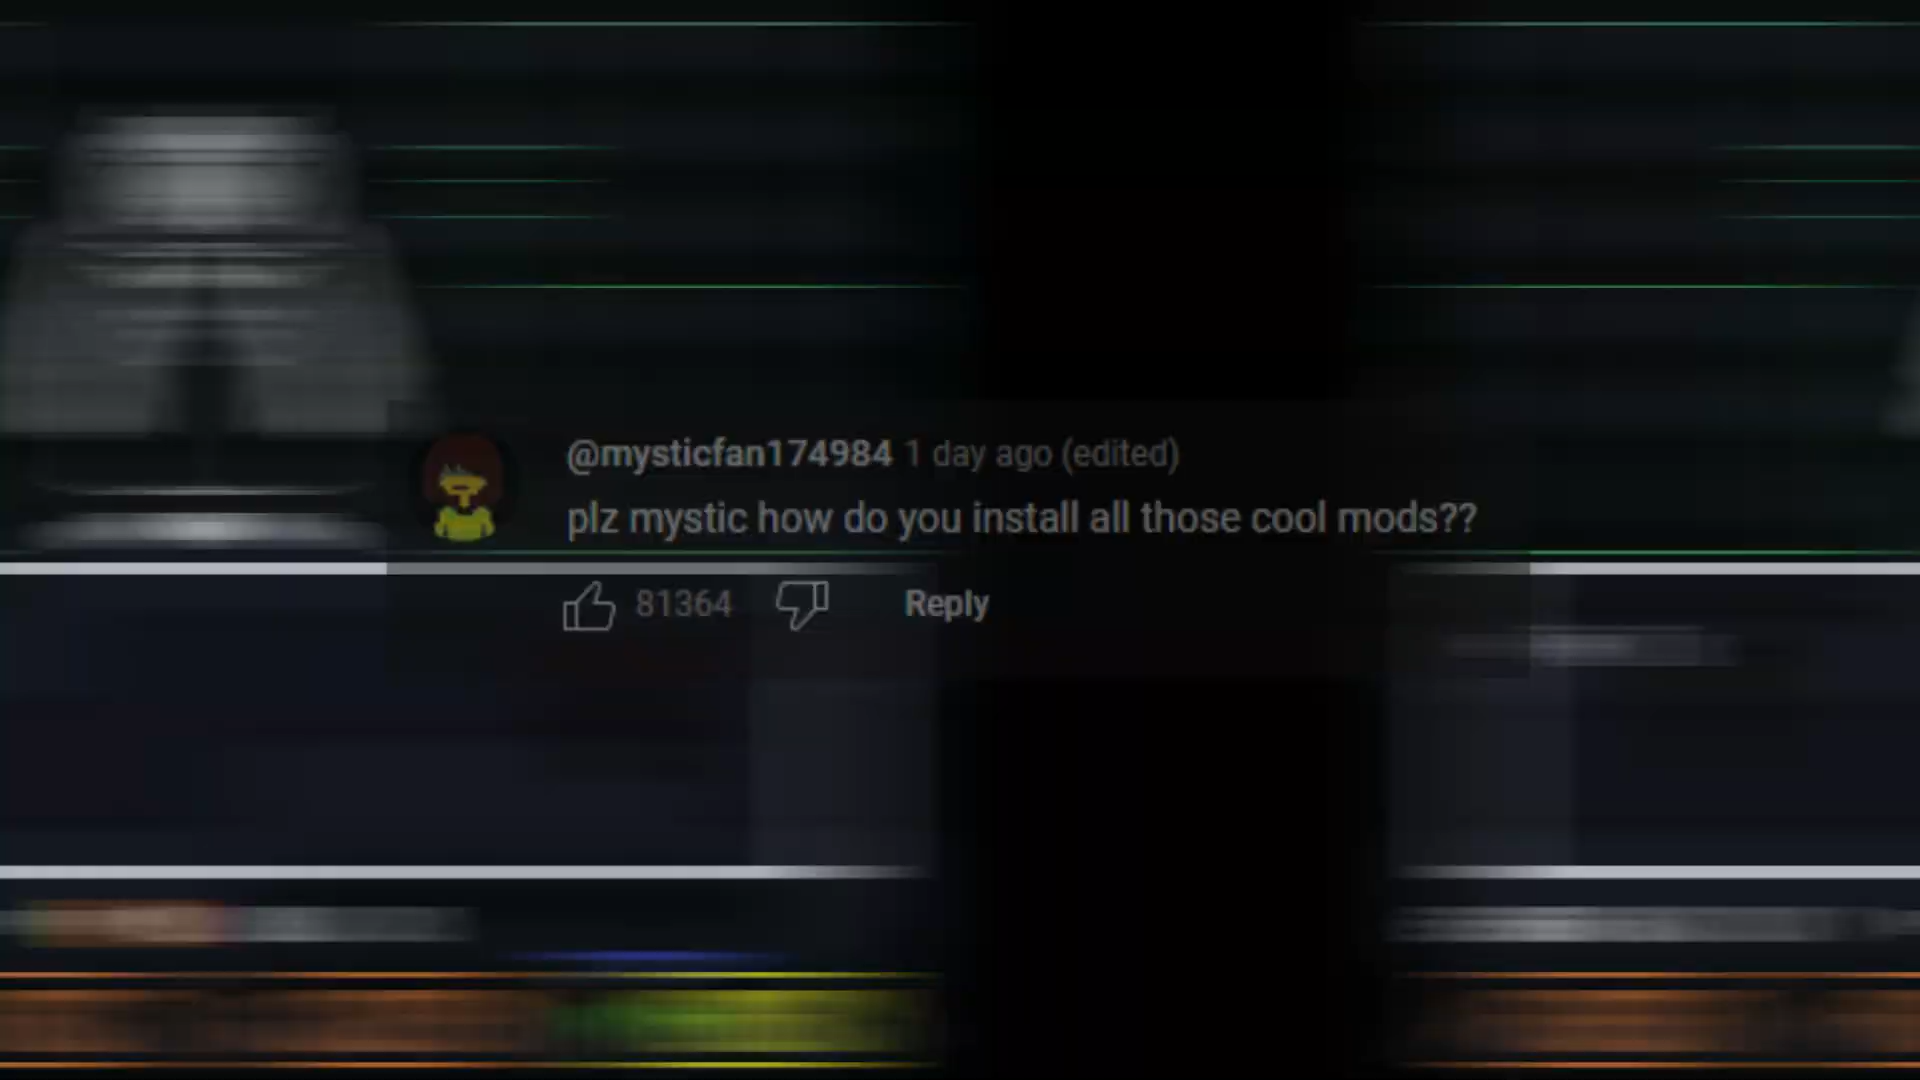 @mysticfan174984 1 day ago (edited)
plz mystic how do you install all those cool mods??
81364 Reply